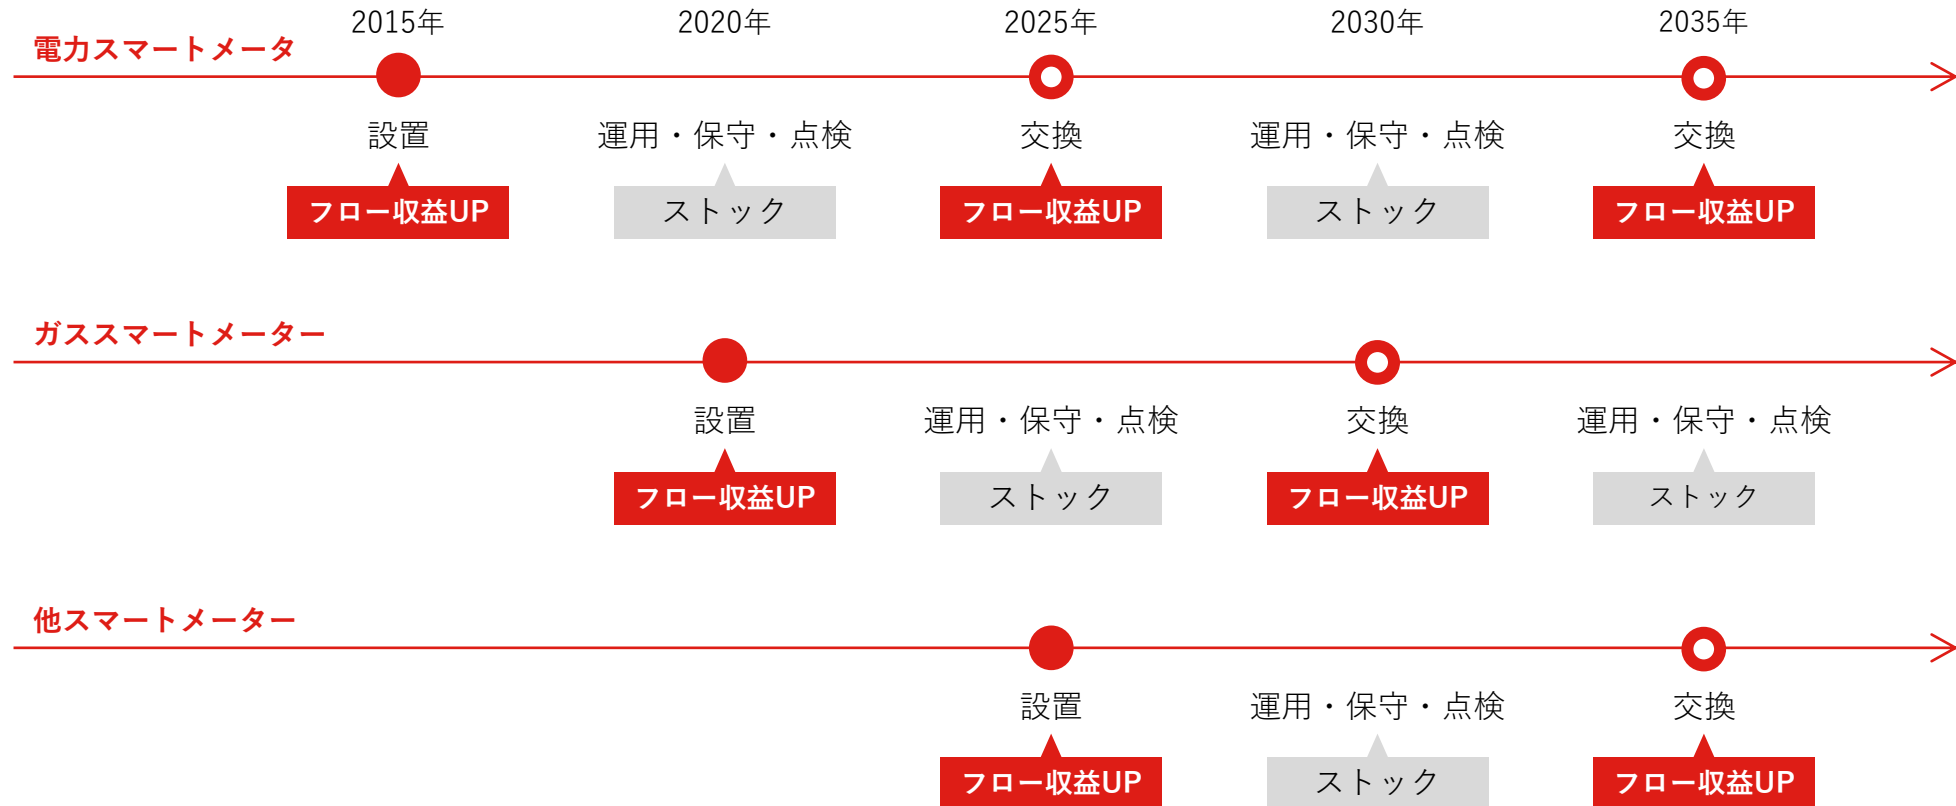 2015年 2020年 2025年 2030年 2035年
電力スマートメータ
設置 運用・保守・点検 交換 運用・保守・点検 交換
フロー収益UP ストック フロー収益UP ストック フロー収益UP
ガススマートメーター
設置 運用・保守・点検 交換 運用・保守・点検
フロー収益UP ストック フロー収益UP ストック
他スマートメーター
設置 運用・保守・点検 交換
フロー収益UP ストック フロー収益UP